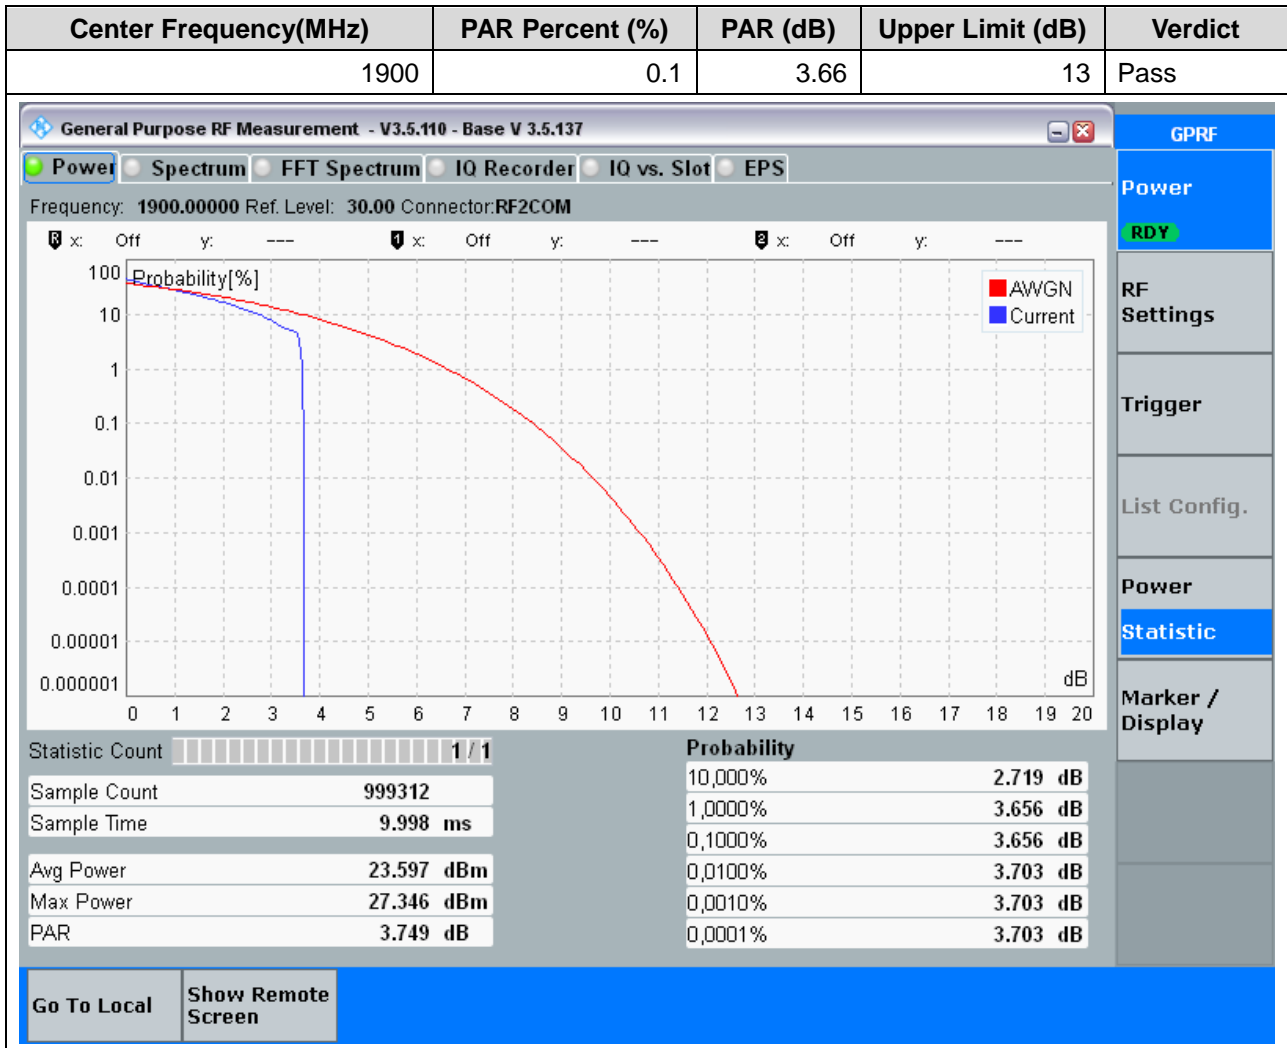 Center Frequency(MHz) PAR Percent (%) PAR (dB) Upper Limit (dB) Verdict
1900 0.1 3.66 13 Pass
General Purpose RF Measurement - V3.5.110 - Base V 3.5.137
GPRF
Power Spectrum FFT Spectrum IQ Recorder IQ vs. Slot EPS
Power
RDY
Frequency: 1900.00000 Ref. Level: 30.00 Connector:RF2COM
R x: Off y: --- 1 x: Off y: --- 2 x: Off y: ---
Probability[%]
AWGN
Current
100
10
1
0.1
0.01
0.001
0.0001
0.00001
0.000001
dB
0 1 2 3 4 5 6 7 8 9 10 11 12 13 14 15 16 17 18 19 20
RF
Settings
Trigger
List Config.
Power
Statistic
Marker /
Display
Statistic Count 1 / 1
Sample Count 999312
Sample Time 9.998 ms
Avg Power 23.597 dBm
Max Power 27.346 dBm
PAR 3.749 dB
Probability
10,000% 2.719 dB
1,0000% 3.656 dB
0,1000% 3.656 dB
0,0100% 3.703 dB
0,0010% 3.703 dB
0,0001% 3.703 dB
Go To Local
Show Remote
Screen